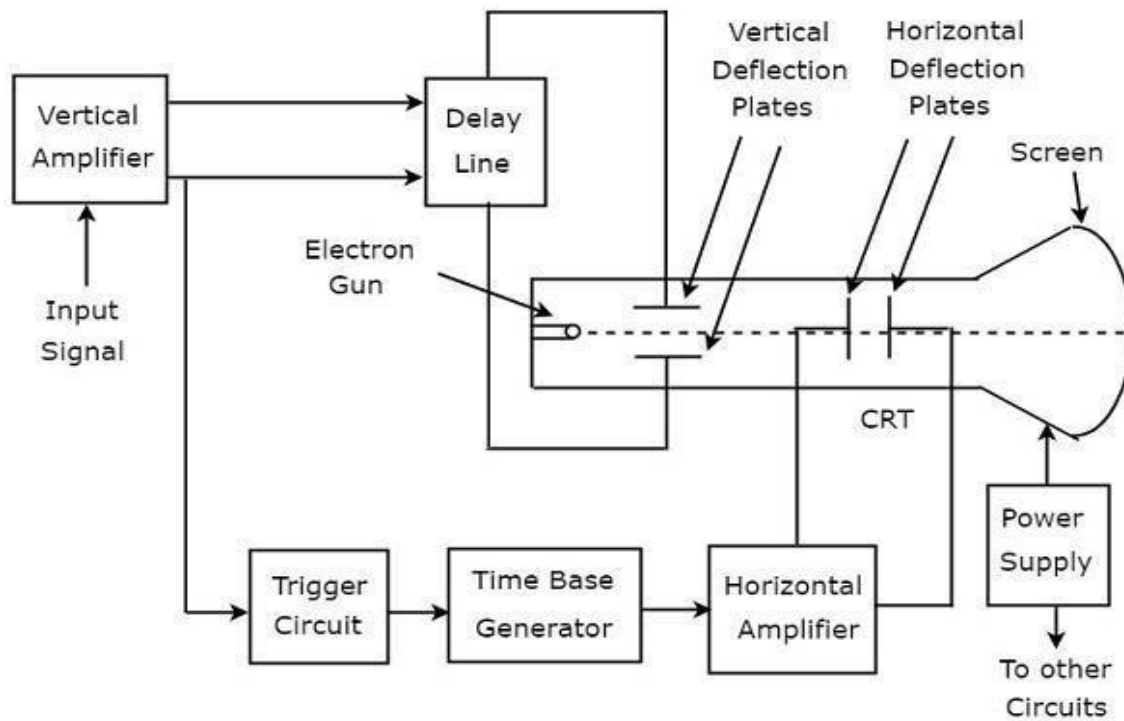 Vertical
Amplifier
Input
Signal
Delay
Line
Electron
Gun
Vertical
Deflection
Plates
Horizontal
Deflection
Plates
Screen
CRT
Power
Supply
To other
Circuits
Trigger
Circuit
Time Base
Generator
Horizontal
Amplifier